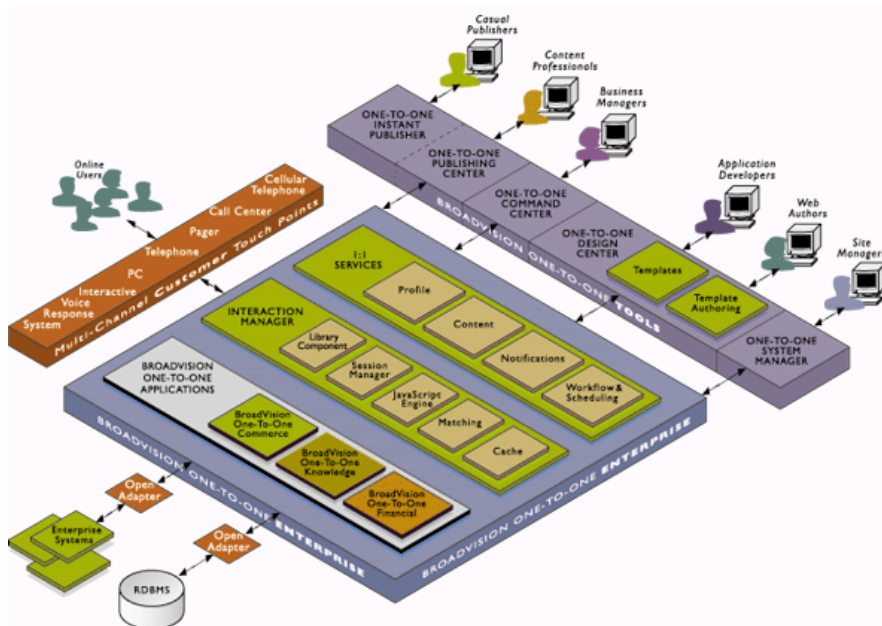 Casual
Publishers
Content
Professionals
Business
Managers
Application
Developers
Web
Authors
Site
Manager
ONE-TO-ONE
INSTANT
PUBLISHER
ONE-TO-ONE
PUBLISHING
CENTER
ONE-TO-ONE
COMMAND
CENTER
ONE-TO-ONE
DESIGN
CENTER
Templates
Template
Authoring
ONE-TO-ONE
SYSTEM
MANAGER
BROADVISION ONE-TO-ONE TOOLS
Online
Users
Cellular
Telephone
Call Center
Pager
Telephone
PC
Interactive
Voice
Response
System
Multi-Channel Customer Touch Points
1:1
SERVICES
Profile
Content
Notifications
Workflow &
Scheduling
INTERACTION
MANAGER
Library
Component
Session
Manager
JavaScript
Engine
Matching
Cache
BROADVISION
ONE-TO-ONE
APPLICATIONS
BroadVision
One-To-One
Commerce
BroadVision
One-To-One
Knowledge
BroadVision
One-To-One
Financial
BROADVISION ONE-TO-ONE ENTERPRISE
BROADVISION ONE-TO-ONE ENTERPRISE
Open
Adapter
Enterprise
Systems
Open
Adapter
RDBMS